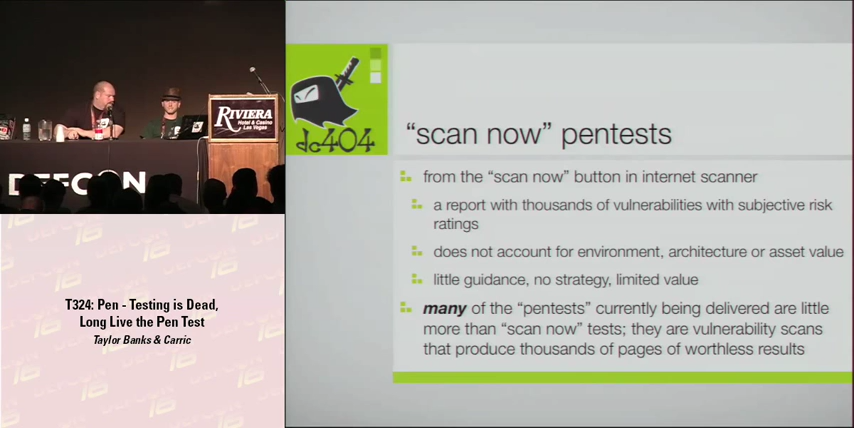 RIVIERA
Hotel & Casino
Las Vegas
DEFCON
T324: Pen - Testing is Dead,
Long Live the Pen Test
Taylor Banks & Carric
dc404
“scan now” pentests
from the “scan now” button in internet scanner
a report with thousands of vulnerabilities with subjective risk
ratings
does not account for environment, architecture or asset value
little guidance, no strategy, limited value
many of the “pentests” currently being delivered are little
more than “scan now” tests; they are vulnerability scans
that produce thousands of pages of worthless results